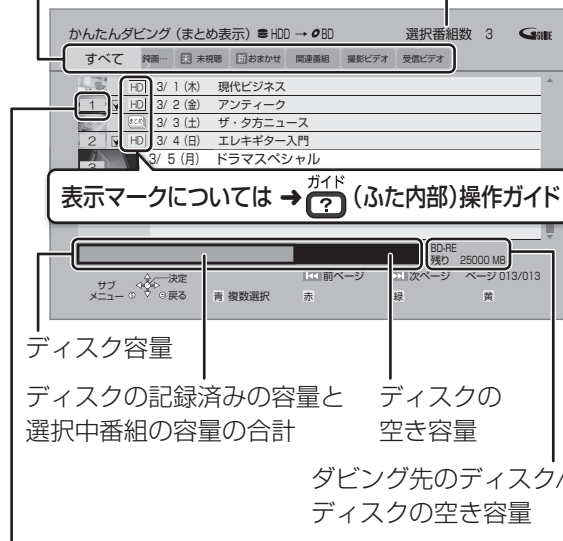 かんたんダビング (まとめ表示) HDD → BD 選択番組数 3 GGUIDE
すべて 録画… 未 未視聴 新 おまかせ 関連番組 撮影ビデオ 受信ビデオ
HD 3/ 1 (木) 現代ビジネス
1 HD 3/ 2 (金) アンティーク
まとめ 3/ 3 (土) ザ・夕方ニュース
2 HD 3/ 4 (日) エレキギター入門
3 3/ 5 (月) ドラマスペシャル
表示マークについては → ガイド ? (ふた内部)操作ガイド
BD-RE
残り 25000 MB
サブメニュー 決定 戻る 青 複数選択 前ページ 赤 次ページ 緑 ページ 013/013 黄
ディスク容量
ディスクの記録済みの容量と
選択中番組の容量の合計
ディスクの
空き容量
ダビング先のディスク/
ディスクの空き容量